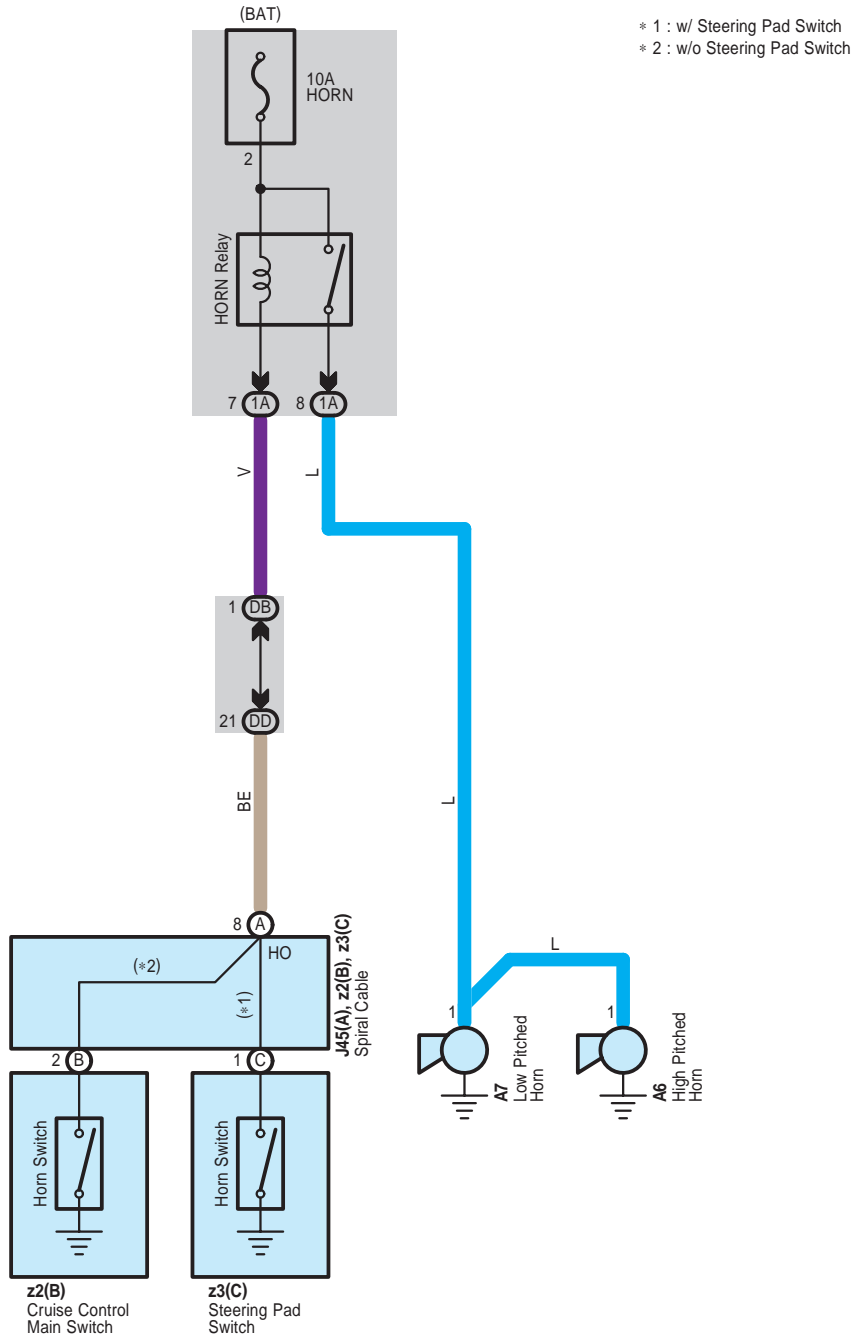 (BAT)
∗ 1 : w/ Steering Pad Switch
∗ 2 : w/o Steering Pad Switch
10A
HORN
2
HORN Relay
7 1A
8 1A
V
L
1 DB
21 DD
BE
L
8 A
HO
(∗2)
(∗1)
J45(A), z2(B), z3(C)
Spiral Cable
L
1
1
2 B
1 C
A7
Low Pitched
Horn
A6
High Pitched
Horn
Horn Switch
Horn Switch
z2(B)
Cruise Control
Main Switch
z3(C)
Steering Pad
Switch